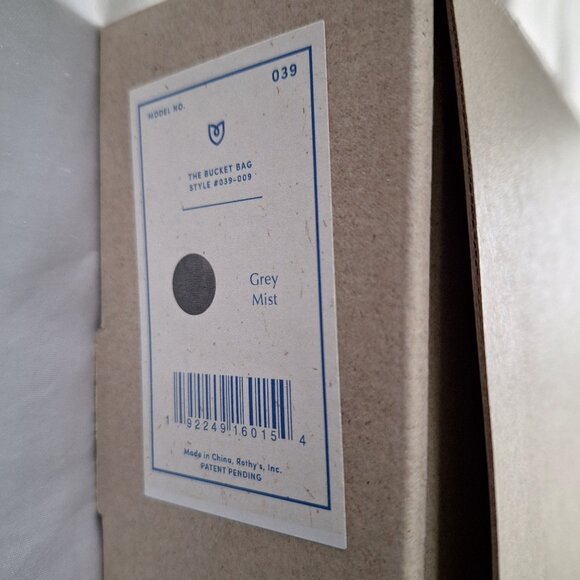 MODEL NO. 039
THE BUCKET BAG
STYLE #039-009
Grey
Mist
1 92249 16015 4
Made in China, Rothy's, Inc.
PATENT PENDING